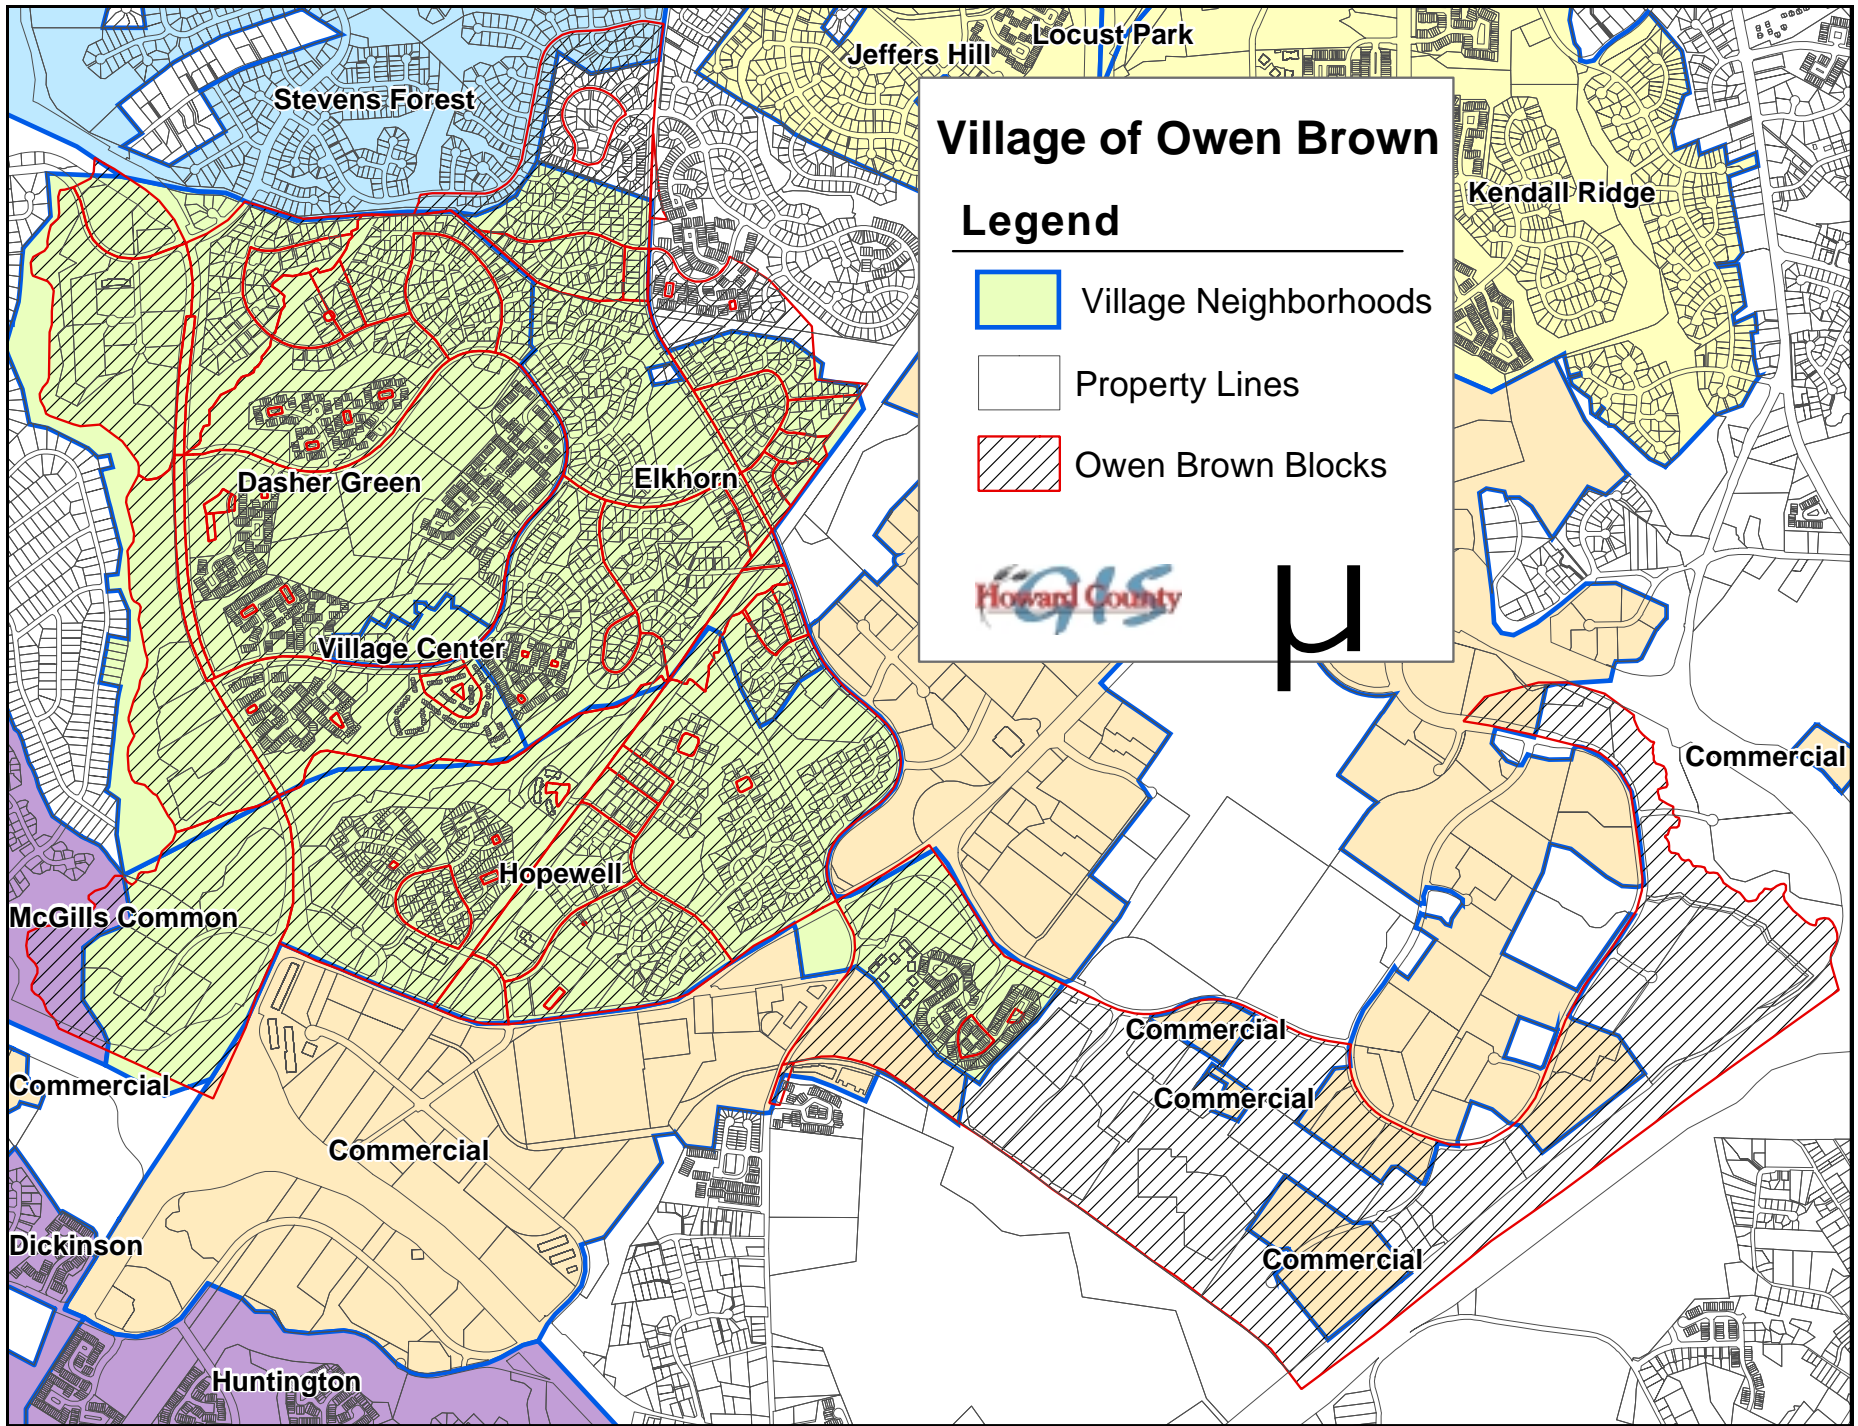 Locust Park
Jeffers Hill
Stevens Forest
Village of Owen Brown
Kendall Ridge
Legend
Village Neighborhoods
Property Lines
Owen Brown Blocks
Dasher Green
Elkhorn
Howard County
GIS
µ
Village Center
Commercial
Hopewell
McGills Common
Commercial
Commercial
Commercial
Commercial
Dickinson
Commercial
Huntington